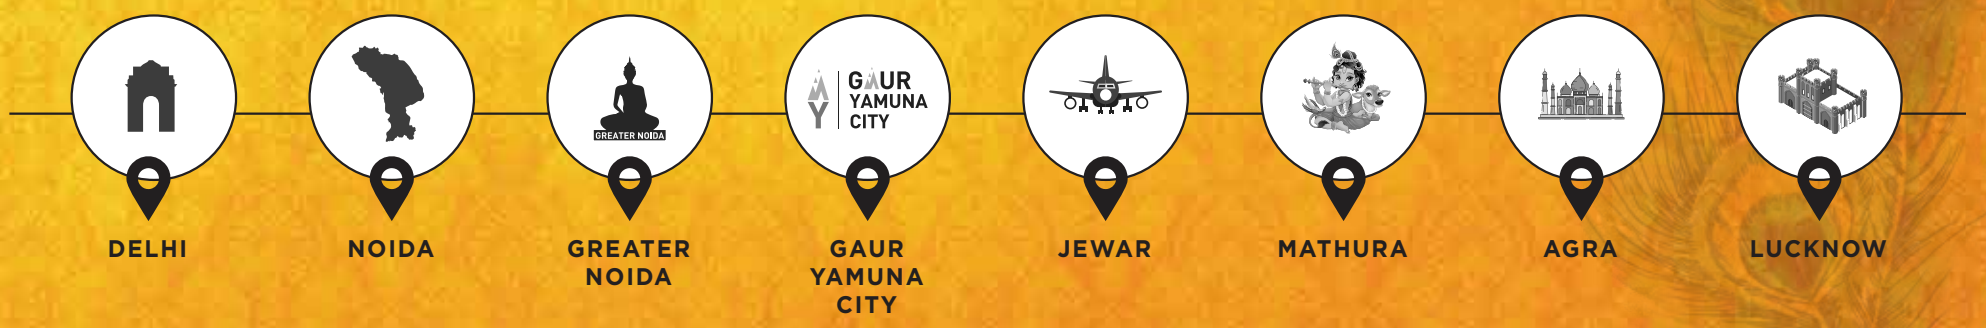 GREATER NOIDA
GAUR
YAMUNA
CITY
DELHI
NOIDA
GREATER
NOIDA
GAUR
YAMUNA
CITY
JEWAR
MATHURA
AGRA
LUCKNOW